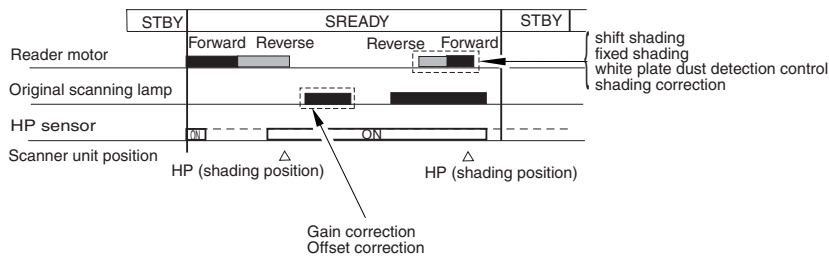 STBY SREADY STBY
Forward Reverse Reverse Forward
shift shading
fixed shading
white plate dust detection control
shading correction
Reader motor
Original scanning lamp
HP sensor ON ON
Scanner unit position
HP (shading position) HP (shading position)
Gain correction
Offset correction